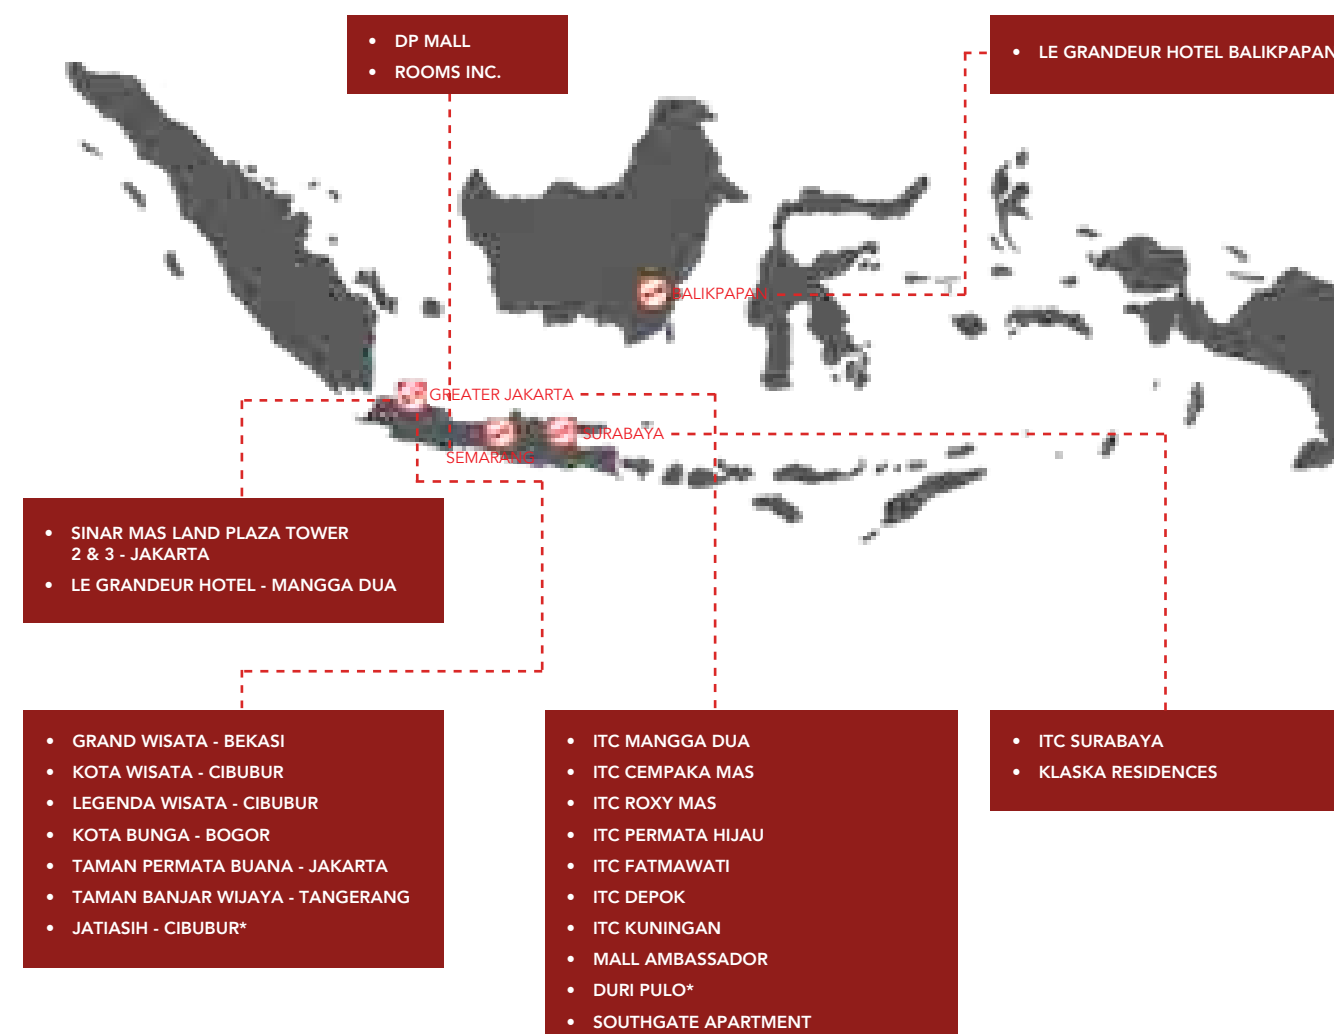 • DP MALL
• ROOMS INC.
• LE GRANDEUR HOTEL BALIKPAPAN
BALIKPAPAN
GREATER JAKARTA
SURABAYA
SEMARANG
• SINAR MAS LAND PLAZA TOWER
2 & 3 - JAKARTA
• LE GRANDEUR HOTEL - MANGGA DUA
• GRAND WISATA - BEKASI
• KOTA WISATA - CIBUBUR
• LEGENDA WISATA - CIBUBUR
• KOTA BUNGA - BOGOR
• TAMAN PERMATA BUANA - JAKARTA
• TAMAN BANJAR WIJAYA - TANGERANG
• JATIASIH - CIBUBUR*
• ITC MANGGA DUA
• ITC CEMPAKA MAS
• ITC ROXY MAS
• ITC PERMATA HIJAU
• ITC FATMAWATI
• ITC DEPOK
• ITC KUNINGAN
• MALL AMBASSADOR
• DURI PULO*
• SOUTHGATE APARTMENT
• ITC SURABAYA
• KLASKA RESIDENCES